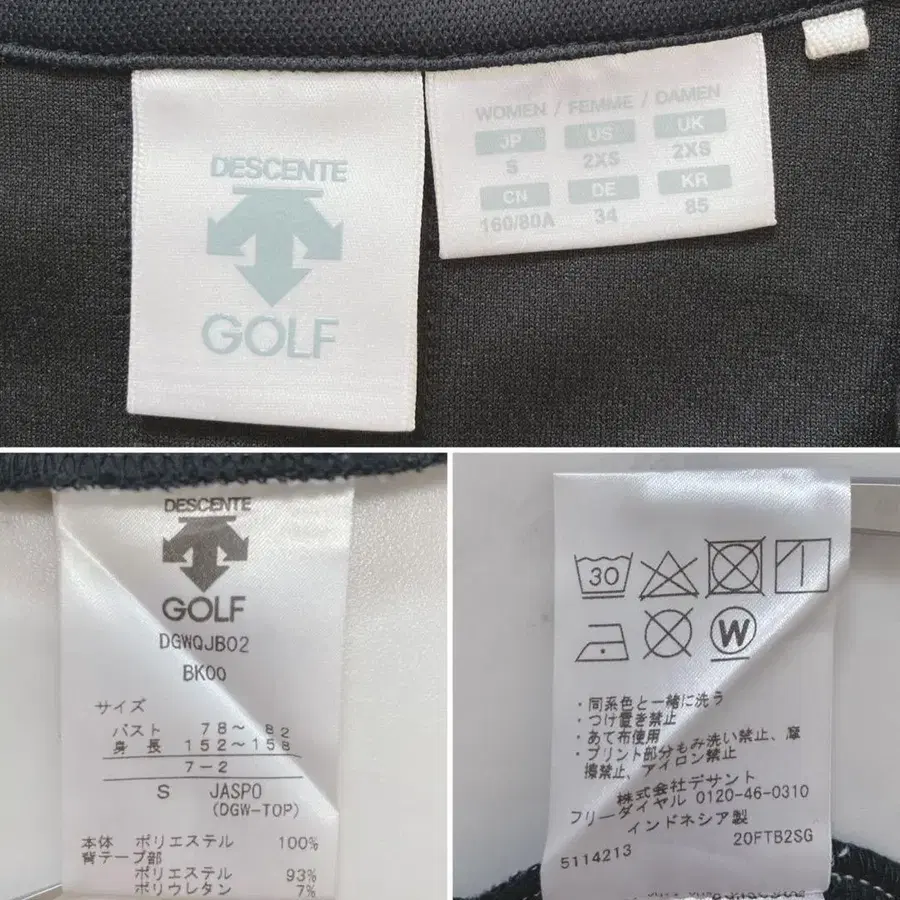 DESCENTE
GOLF
WOMEN / FEMME / DAMEN
JP US UK
S 2XS 2XS
CN DE KR
160/80A 34 85
DESCENTE
GOLF
DGWQJB02
BK00
サイズ
バスト 78~82
身長 152~158
7-2
S JASPO
(DGW-TOP)
本体 ポリエステル 100%
背テープ部
ポリエステル 93%
ポリウレタン 7%
30
W
・同系色と一緒に洗う
・つけ置き禁止
・あて布使用
・プリント部分もみ洗い禁止、摩
擦禁止、アイロン禁止
株式会社デサント
フリーダイヤル 0120-46-0310
インドネシア製
20FTB2SG
5114213